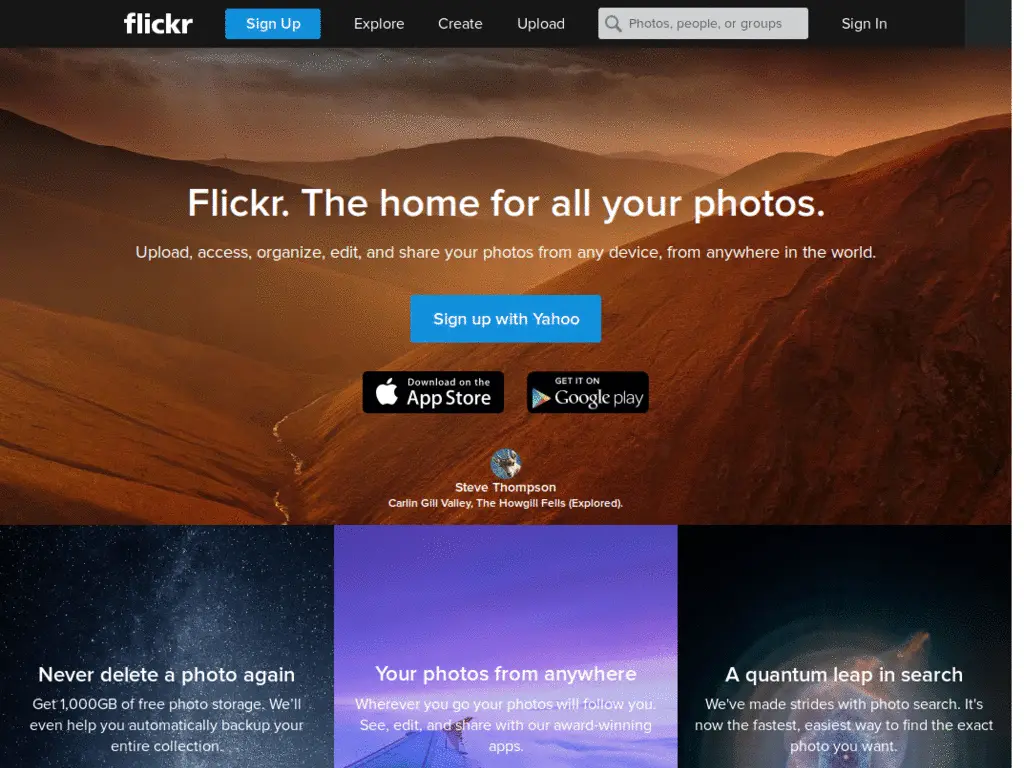 flickr
Sign Up
Explore
Create
Upload
Photos, people, or groups
Sign In
Flickr. The home for all your photos.
Upload, access, organize, edit, and share your photos from any device, from anywhere in the world.
Sign up with Yahoo
Download on the
App Store
GET IT ON
Google play
Steve Thompson
Carlin Gill Valley, The Howgill Fells (Explored).
Never delete a photo again
Get 1,000GB of free photo storage. We'll
even help you automatically backup your
entire collection.
Your photos from anywhere
Wherever you go your photos will follow you.
See, edit, and share with our award-winning
apps.
A quantum leap in search
We've made strides with photo search. It's
now the fastest, easiest way to find the exact
photo you want.